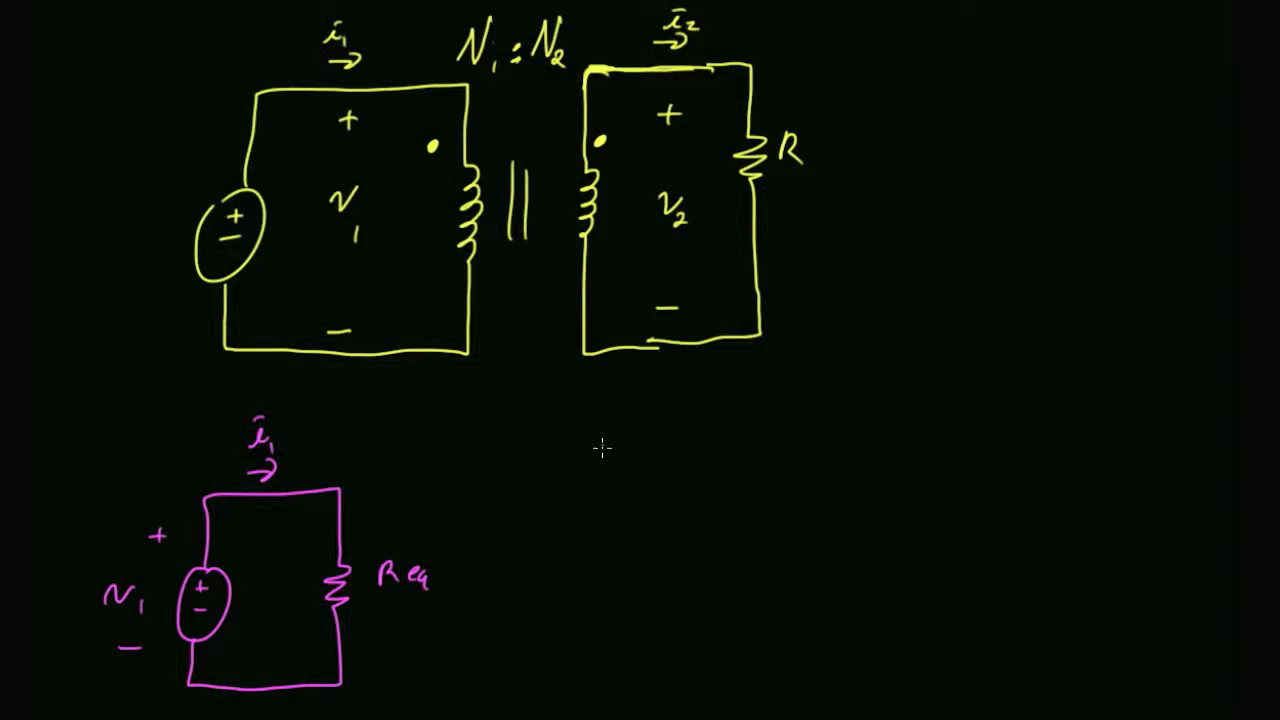 i₁ → N₁ : N₂ i₂ →
+ +
R
+ − v₁ v₂
− −
i₁ →
+
v₁ + − Req
−